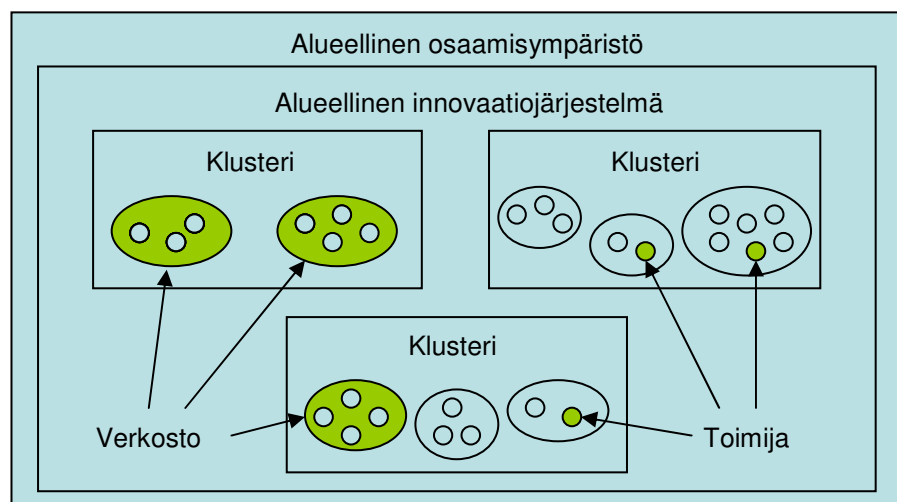 Alueellinen osaamisympäristö
Alueellinen innovaatiojärjestelmä
Klusteri
Klusteri
Klusteri
Verkosto
Toimija